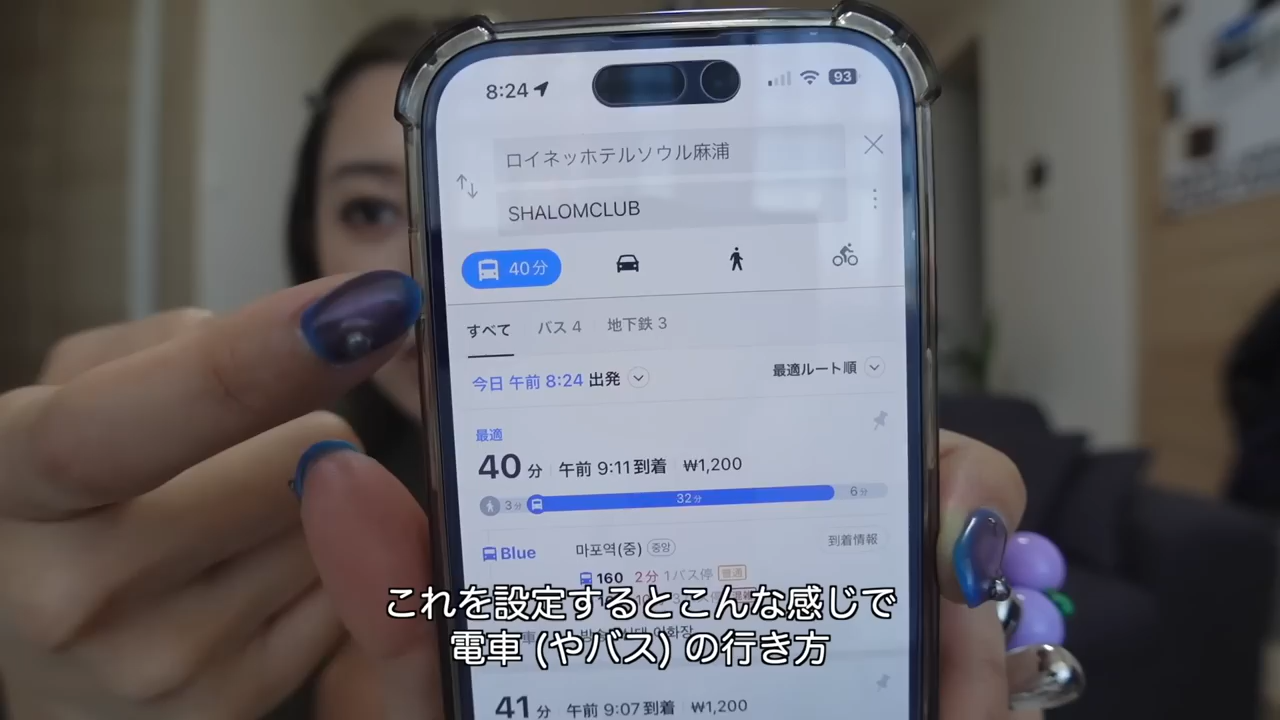 8:24
93
ロイネッホテルソウル麻浦
SHALOMCLUB
40分
すべて バス 4 地下鉄 3
今日 午前 8:24 出発 最適ルート順
最適
40 分 午前 9:11 到着 ₩1,200
3分 32分 6分
Blue 마포역(중) 중앙 到着情報
160 2分 1バス停 普通
これを設定するとこんな感じで
電車 (やバス) の行き方
41 分 午前 9:07 到着 ₩1,200